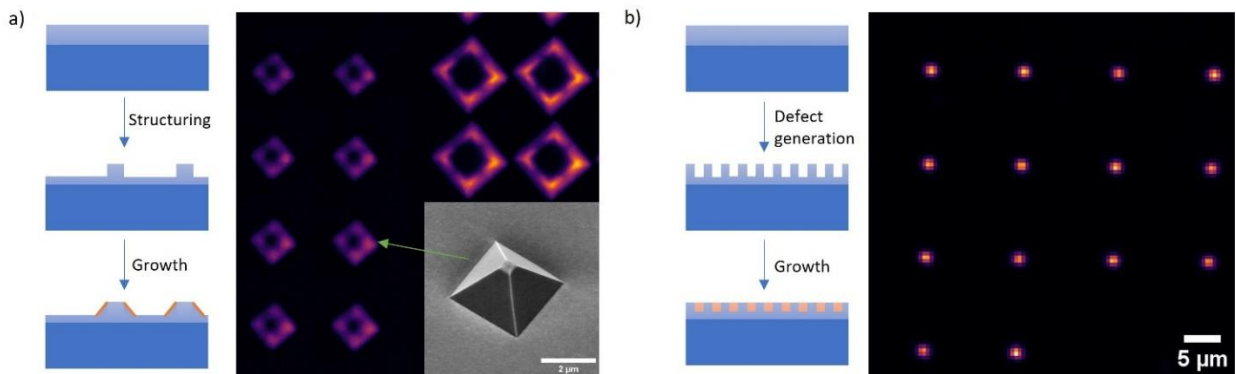 a)
Structuring
Growth
2 µm
b)
Defect
generation
Growth
5 µm